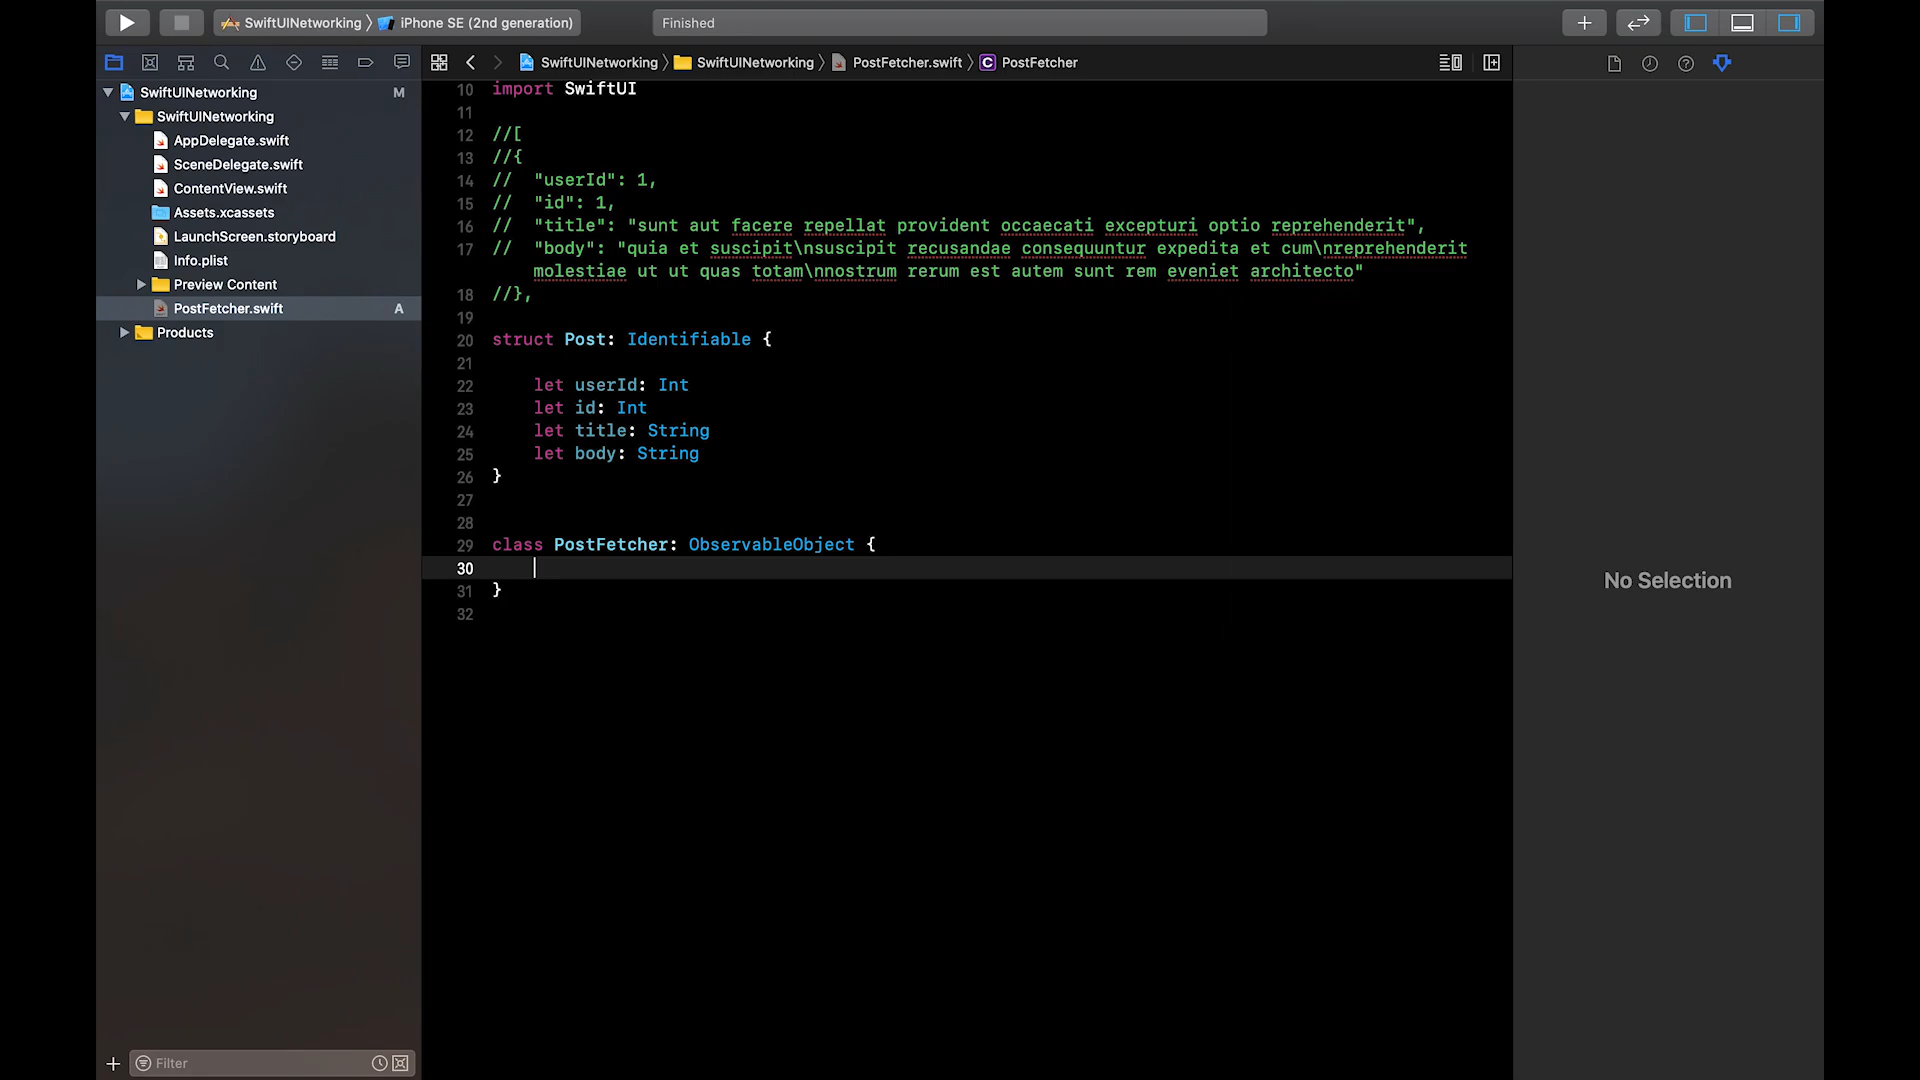 SwiftUINetworking 〉 iPhone SE (2nd generation)
Finished
SwiftUINetworking 〉 SwiftUINetworking 〉 PostFetcher.swift 〉 C PostFetcher
SwiftUINetworking M
SwiftUINetworking
AppDelegate.swift
SceneDelegate.swift
ContentView.swift
Assets.xcassets
LaunchScreen.storyboard
Info.plist
Preview Content
PostFetcher.swift A
Products
Filter
10 import SwiftUI
11
12 //[
13 //{
14 //  "userId": 1,
15 //  "id": 1,
16 //  "title": "sunt aut facere repellat provident occaecati excepturi optio reprehenderit",
17 //  "body": "quia et suscipit\nsuscipit recusandae consequuntur expedita et cum\nreprehenderit
molestiae ut ut quas totam\nnostrum rerum est autem sunt rem eveniet architecto"
18 //},
19
20 struct Post: Identifiable {
21
22     let userId: Int
23     let id: Int
24     let title: String
25     let body: String
26 }
27
28
29 class PostFetcher: ObservableObject {
30
31 }
32
No Selection